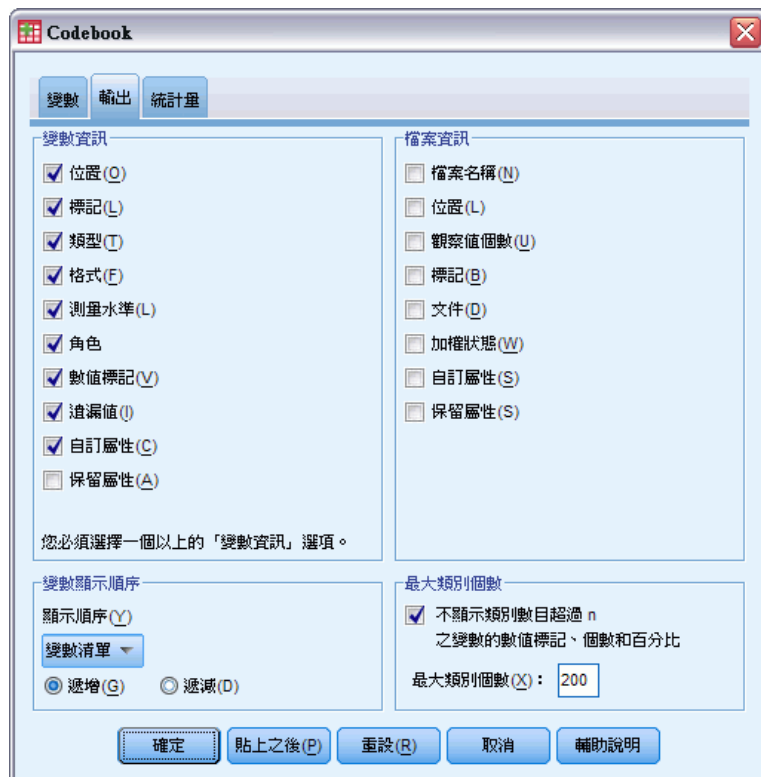 Codebook
變數
輸出
統計量
變數資訊
位置(O)
標記(L)
類型(T)
格式(F)
測量水準(L)
角色
數值標記(V)
遺漏值(I)
自訂屬性(C)
保留屬性(A)
您必須選擇一個以上的「變數資訊」選項。
檔案資訊
檔案名稱(N)
位置(L)
觀察值個數(U)
標記(B)
文件(D)
加權狀態(W)
自訂屬性(S)
保留屬性(S)
變數顯示順序
顯示順序(Y)
變數清單
遞增(G)
遞減(D)
最大類別個數
不顯示類別數目超過 n
之變數的數值標記、個數和百分比
最大類別個數(X)： 200
確定
貼上之後(P)
重設(R)
取消
輔助說明